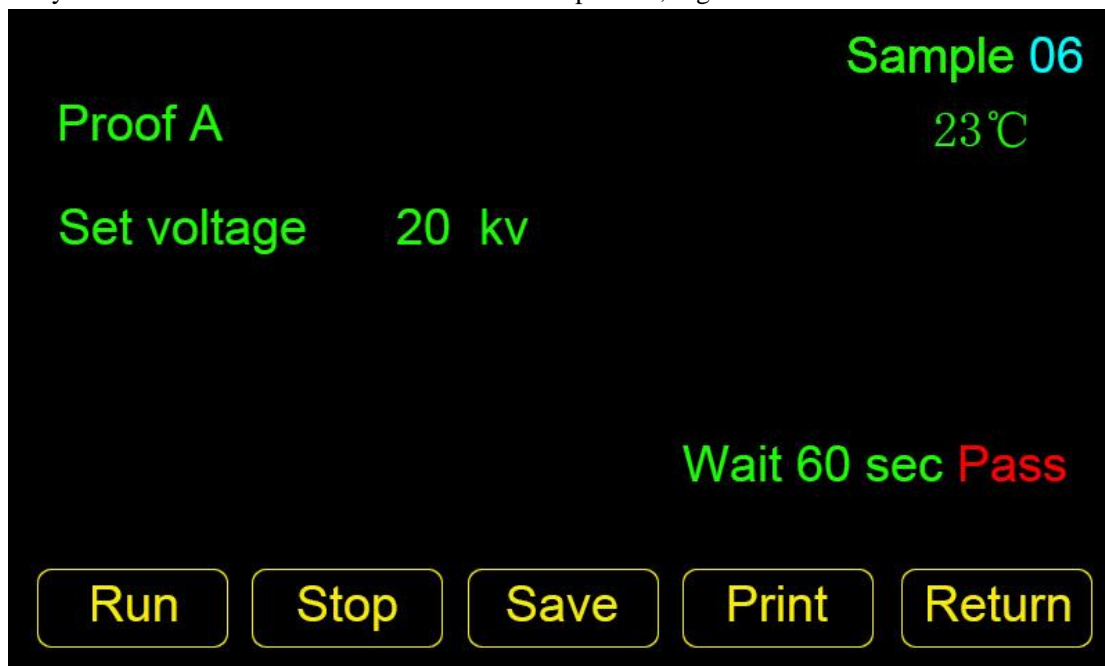 Sample 06
Proof A 23℃
Set voltage 20 kv
Wait 60 sec Pass
Run Stop Save Print Return